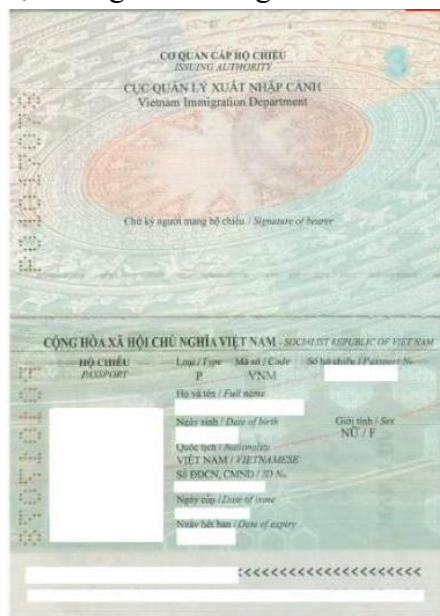 CƠ QUAN CẤP HỘ CHIẾU
ISSUING AUTHORITY
3
CỤC QUẢN LÝ XUẤT NHẬP CẢNH
Vietnam Immigration Department
Chữ ký người mang hộ chiếu / Signature of bearer
CỘNG HÒA XÃ HỘI CHỦ NGHĨA VIỆT NAM - SOCIALIST REPUBLIC OF VIET NAM
HỘ CHIẾU
PASSPORT
Loại / Type
P
Mã số / Code
VNM
Số hộ chiếu / Passport No
Họ và tên / Full name
Ngày sinh / Date of birth
Giới tính / Sex
NỮ / F
Quốc tịch / Nationality
VIỆT NAM / VIETNAMESE
Số ĐDCN, CMND / ID No
Ngày cấp / Date of issue
Ngày hết hạn / Date of expiry
<<<<<<<<<<<<<<<<<<<<<<<